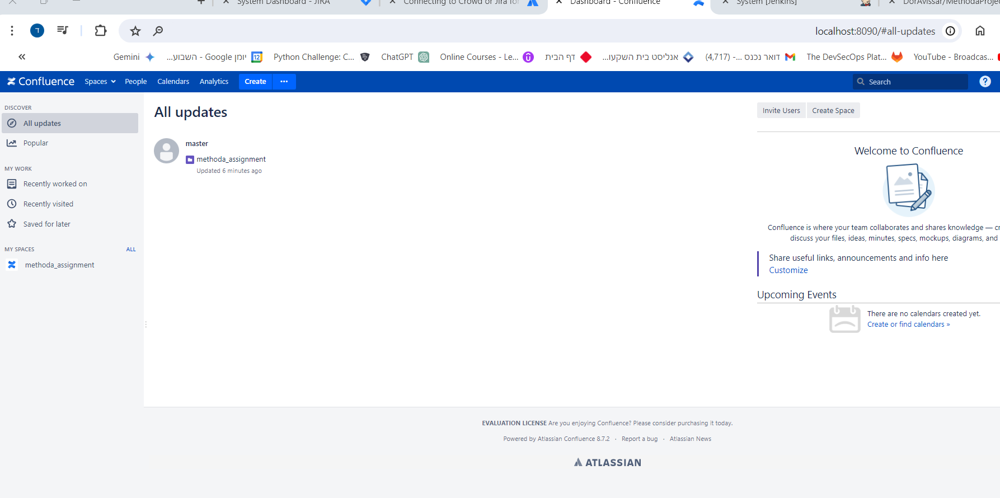 System Dashboard - JIRA
Connecting to Crowd or Jira for
Dashboard - Confluence
System [Jenkins]
DorAvissar/MethodaProjec
ד
localhost:8090/#all-updates
Gemini
יומן Google - השבוע...
12
Python Challenge: C...
ChatGPT
Online Courses - Le...
דף הבית
אנליסט בית השקעו...
דואר נכנס ...- (4,717)
The DevSecOps Plat...
YouTube - Broadcas...
Confluence
Spaces
People
Calendars
Analytics
Create
Search
DISCOVER
All updates
Popular
MY WORK
Recently worked on
Recently visited
Saved for later
MY SPACES
ALL
methoda_assignment
All updates
master
methoda_assignment
Updated 6 minutes ago
Invite Users
Create Space
Welcome to Confluence
Confluence is where your team collaborates and shares knowledge — cr
discuss your files, ideas, minutes, specs, mockups, diagrams, and
Share useful links, announcements and info here
Customize
Upcoming Events
There are no calendars created yet.
Create or find calendars »
EVALUATION LICENSE Are you enjoying Confluence? Please consider purchasing it today.
Powered by Atlassian Confluence 8.7.2 · Report a bug · Atlassian News
ATLASSIAN